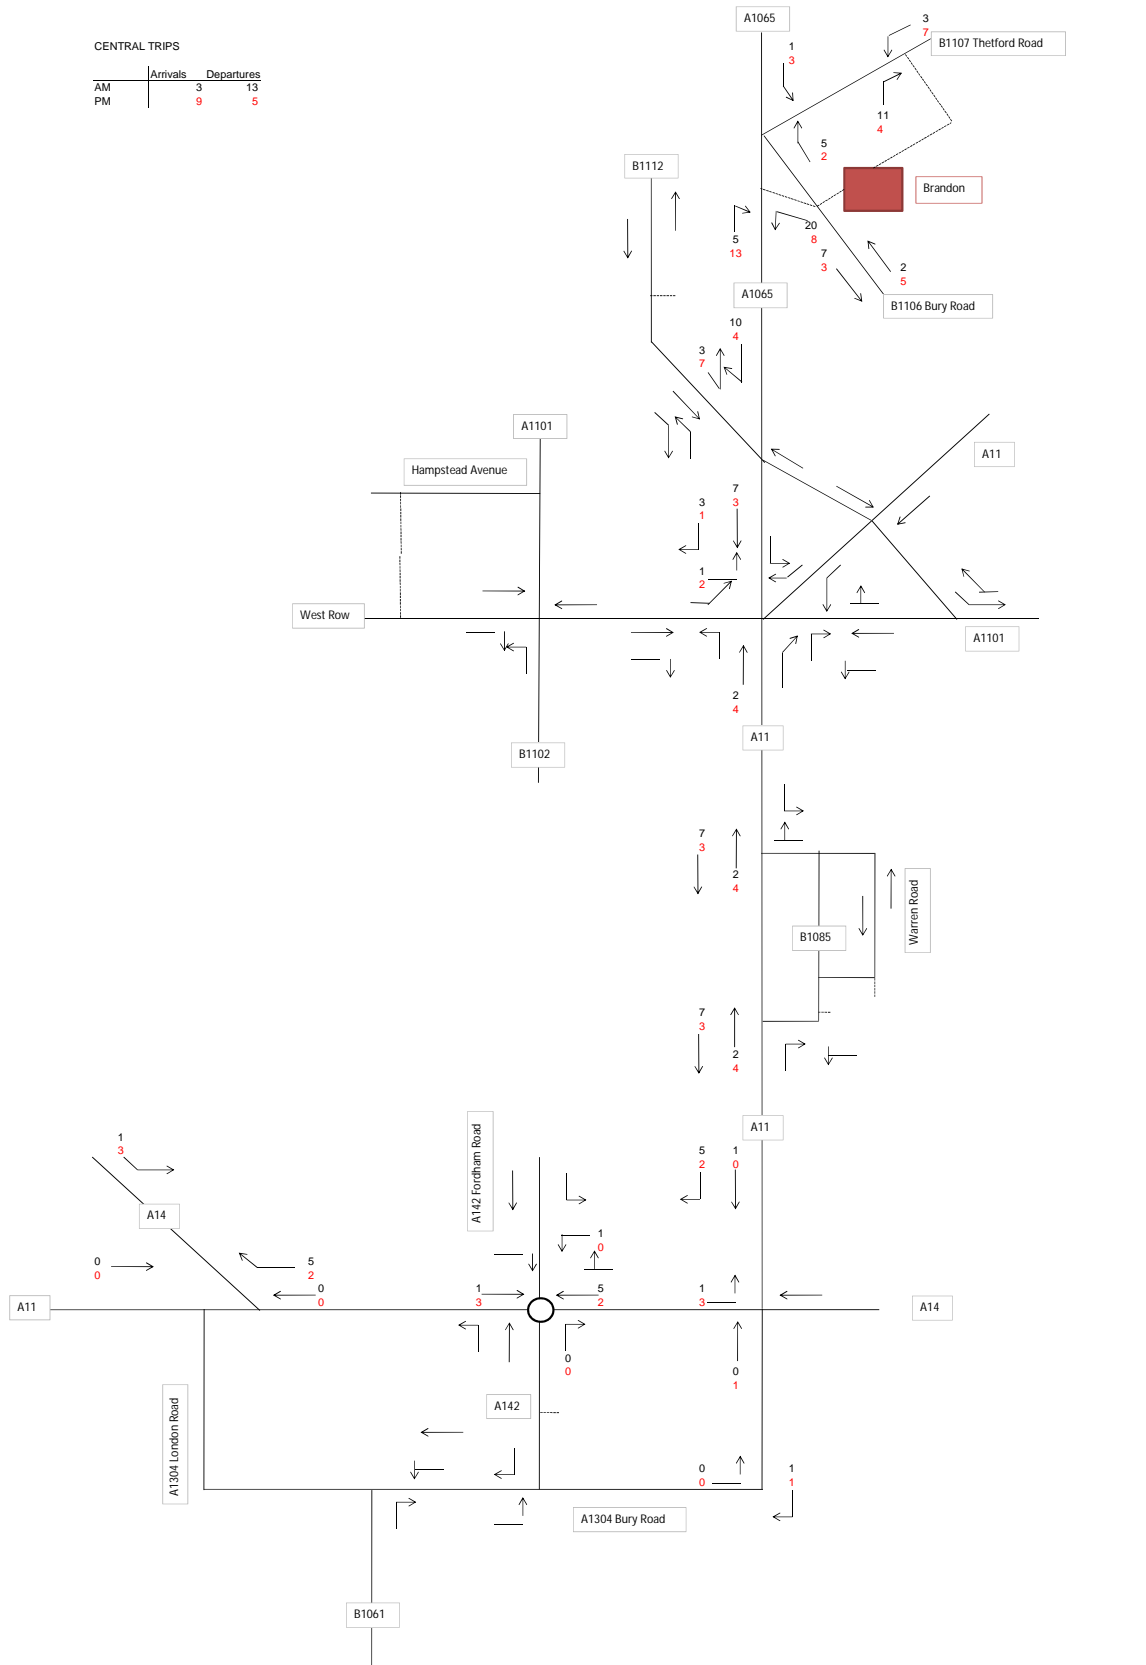 A1065
3
7
B1107 Thetford Road
CENTRAL TRIPS
1
3
Arrivals Departures
AM 3 13
PM 9 5
11
4
5
2
B1112
Brandon
20
8
5
13
7
3
2
5
A1065
B1106 Bury Road
10
4
3
7
A1101
A11
Hampstead Avenue
7
3
3
1
1
2
West Row
A1101
2
4
A11
B1102
7
3
2
4
Warren Road
B1085
7
3
2
4
A11
A142 Fordham Road
1
3
5
2
1
0
A14
1
0
0
0
5
2
0
0
1
3
5
2
1
3
A11
A14
0
0
0
1
A142
A1304 London Road
0
0
1
1
A1304 Bury Road
B1061